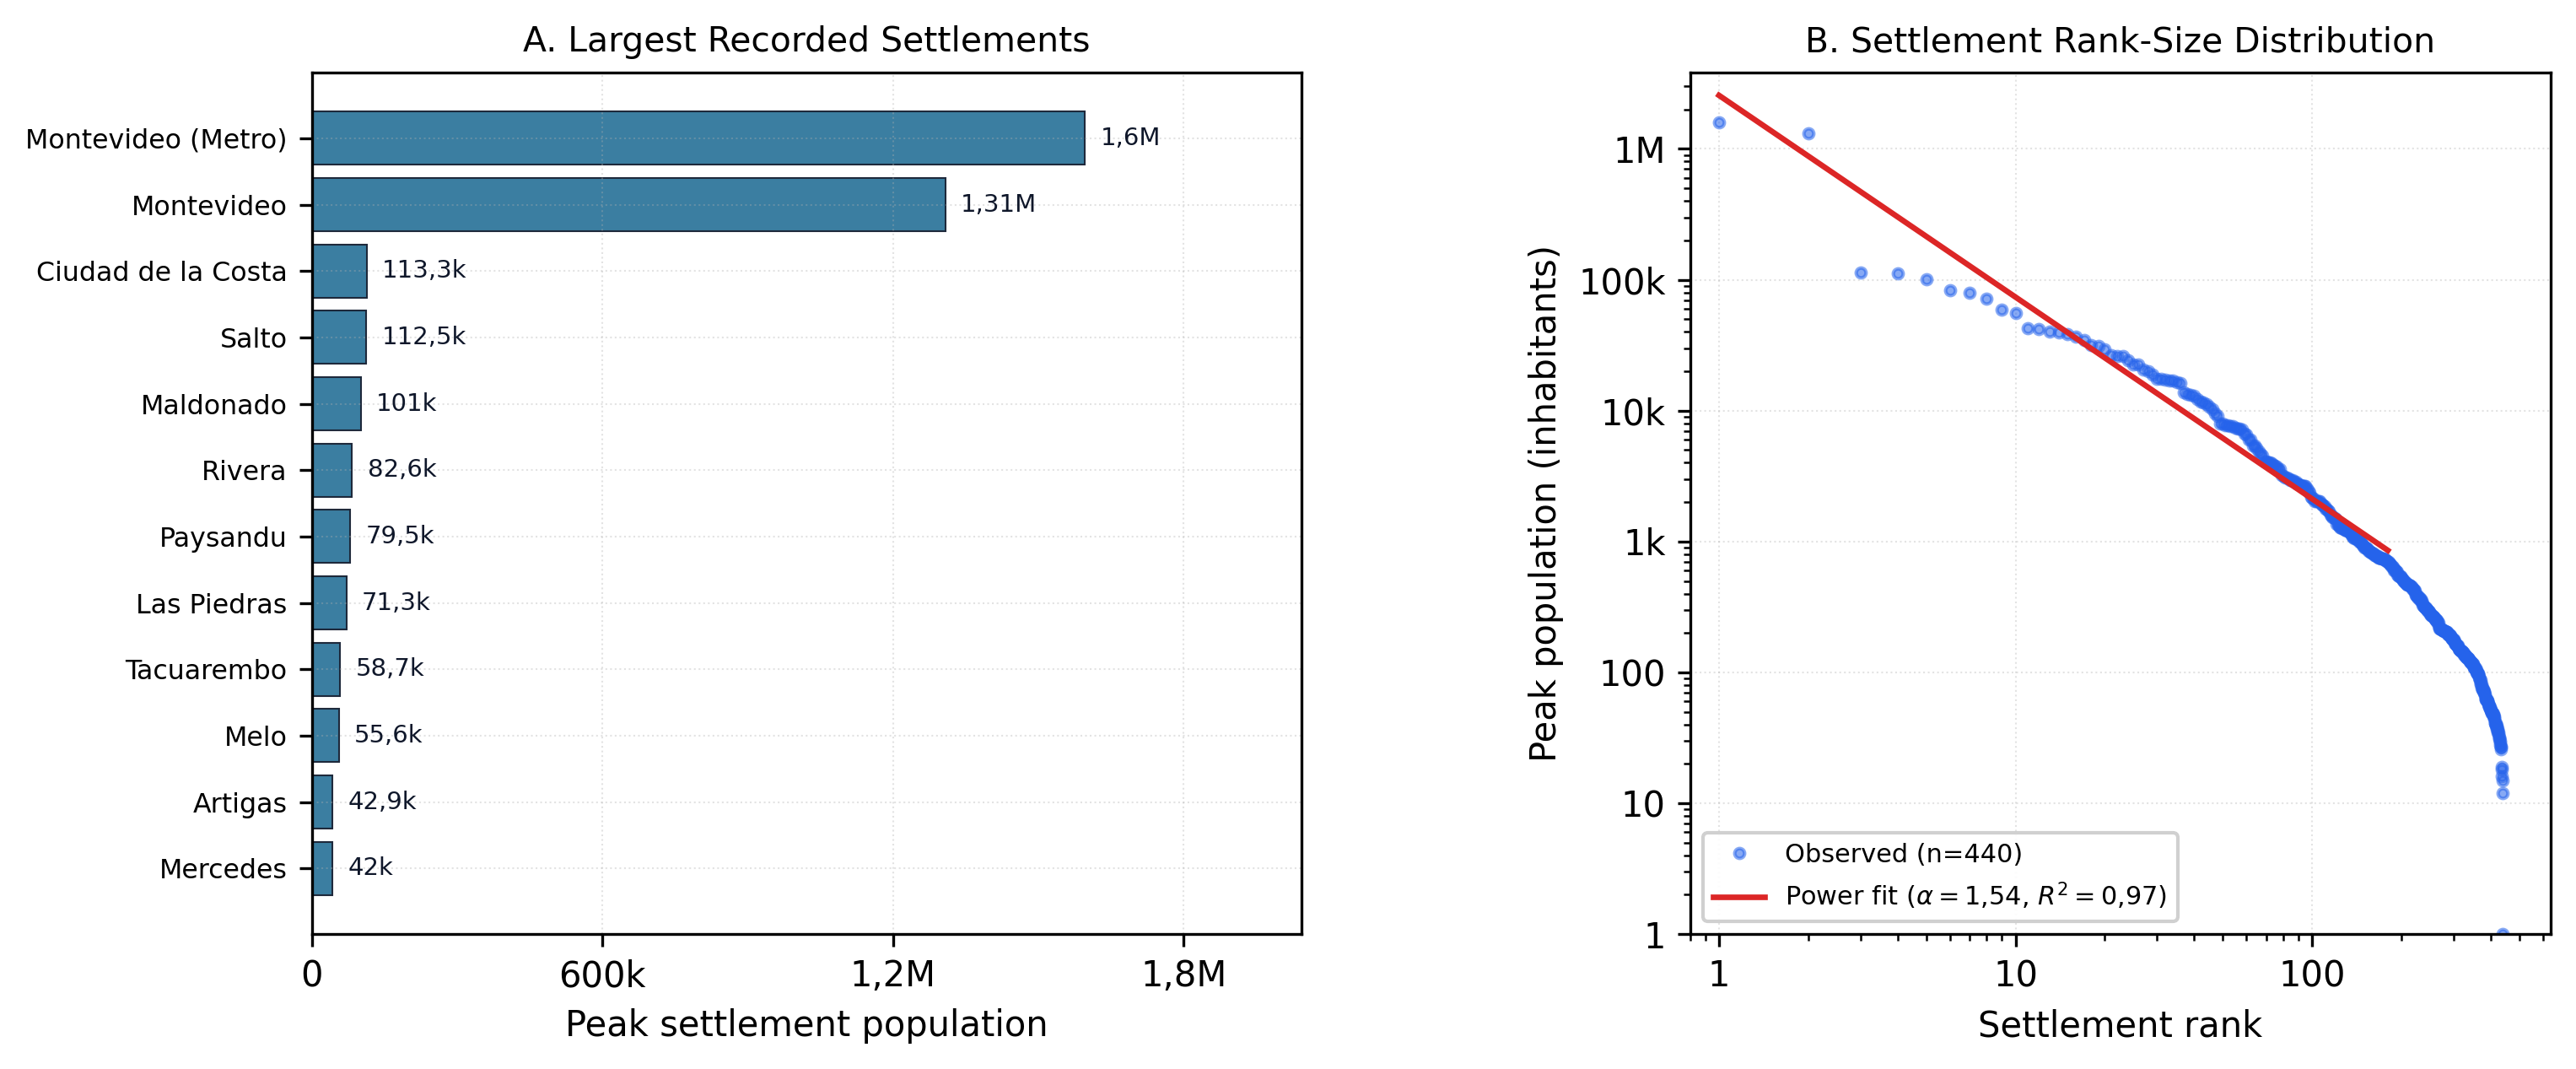 A. Largest Recorded Settlements
Montevideo (Metro)
1,6M
Montevideo
1,31M
Ciudad de la Costa
113,3k
Salto
112,5k
Maldonado
101k
Rivera
82,6k
Paysandu
79,5k
Las Piedras
71,3k
Tacuarembo
58,7k
Melo
55,6k
Artigas
42,9k
Mercedes
42k
0 600k 1,2M 1,8M
Peak settlement population
B. Settlement Rank-Size Distribution
Peak population (inhabitants)
1M
100k
10k
1k
100
10
1
Observed (n=440)
Power fit (α = 1,54, R² = 0,97)
1 10 100
Settlement rank